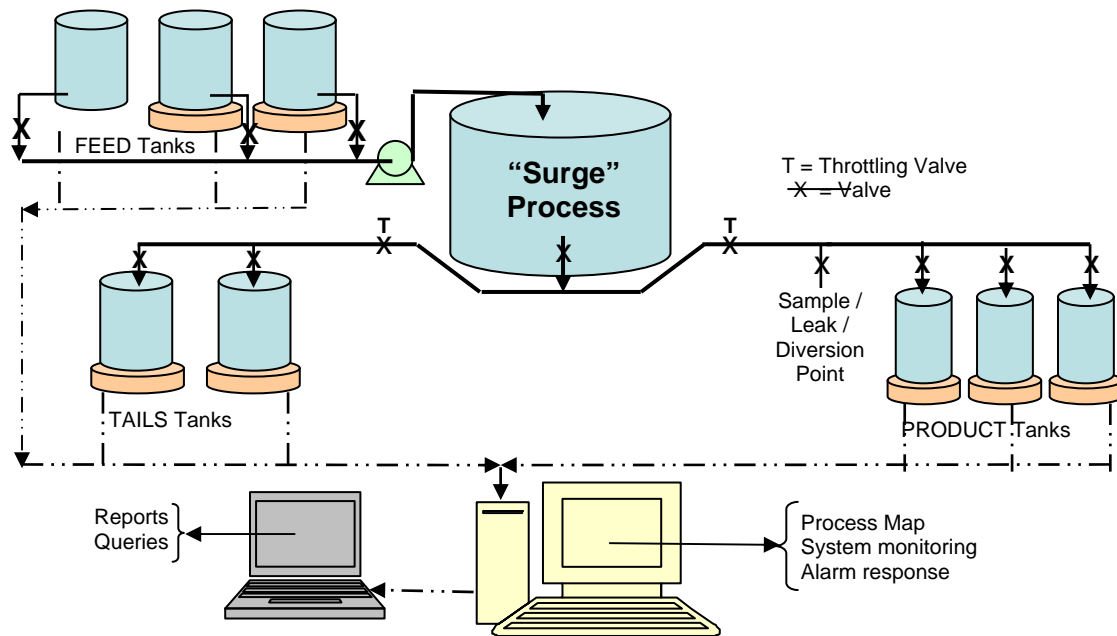 FEED Tanks
"Surge"
Process
T = Throttling Valve
X = Valve
T
T
X
X
X
X
X
X
X
X
X
X
X
X
Sample /
Leak /
Diversion
Point
TAILS Tanks
PRODUCT Tanks
Reports
Queries
Process Map
System monitoring
Alarm response